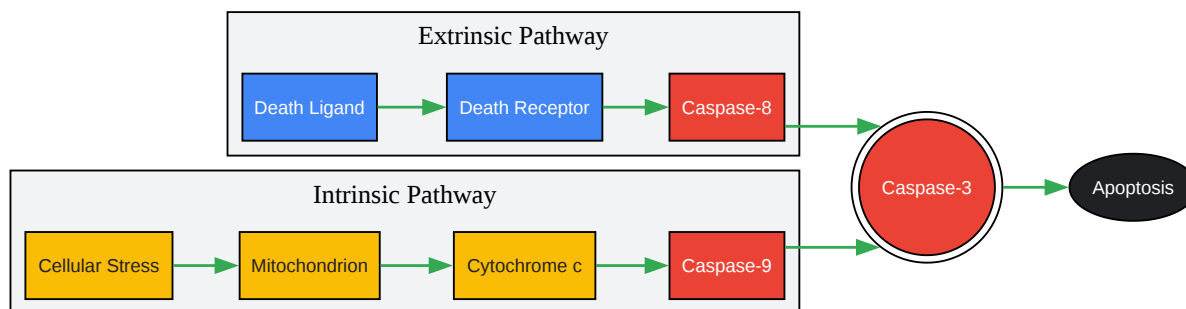 Extrinsic Pathway
Death Ligand
Death Receptor
Caspase-8
Intrinsic Pathway
Cellular Stress
Mitochondrion
Cytochrome c
Caspase-9
Caspase-3
Apoptosis